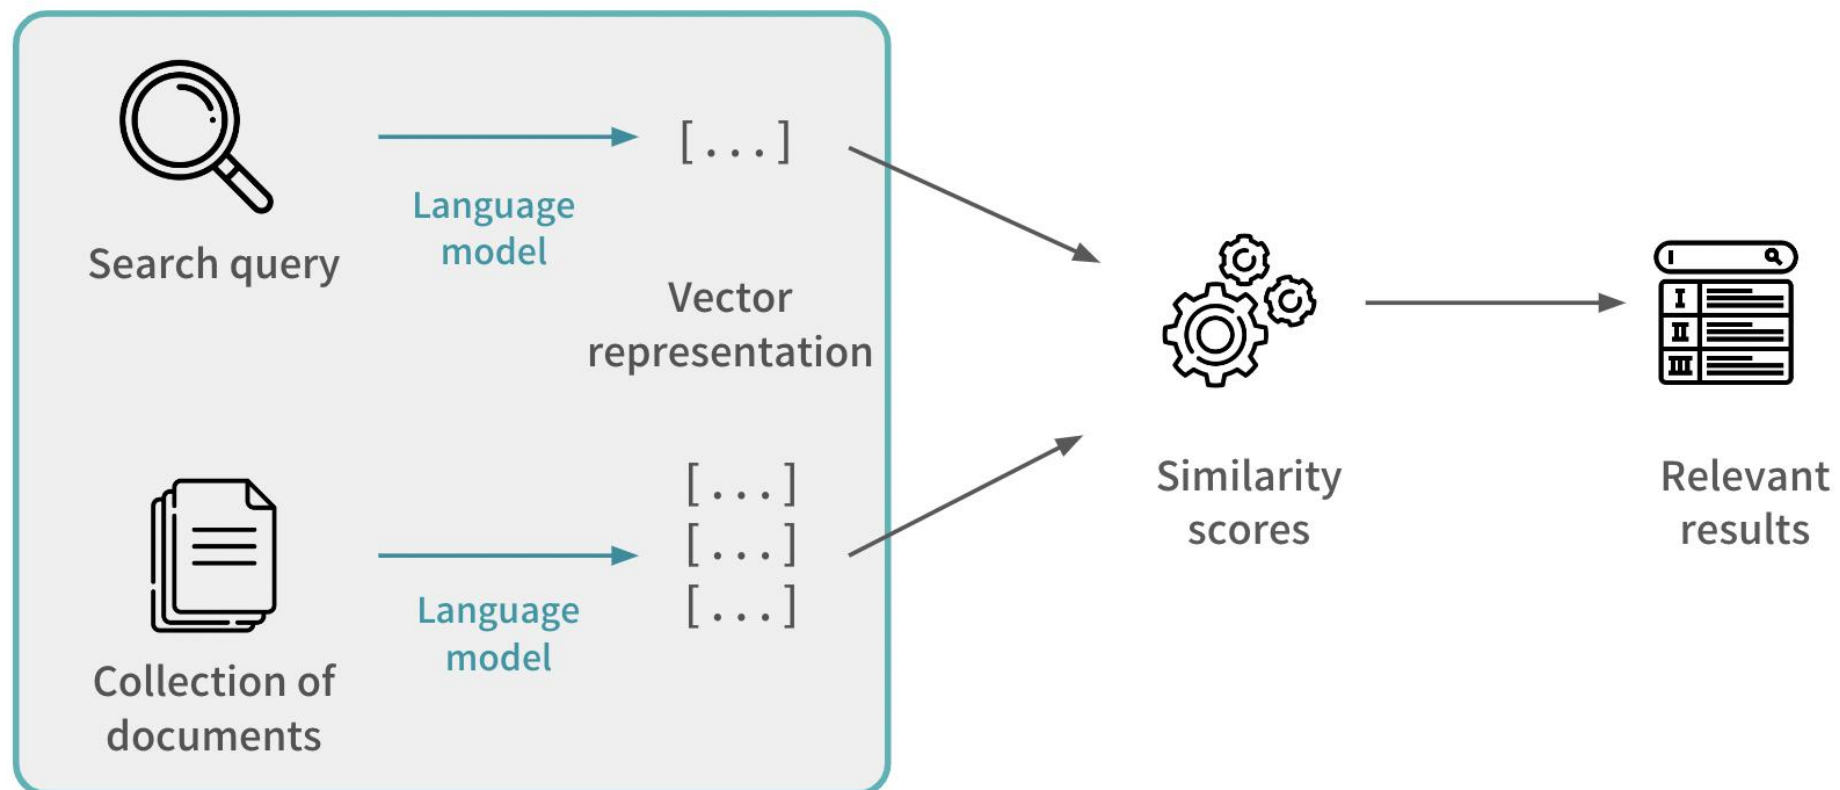 [...]
Language
model
Search query
Vector
representation
[...]
[...]
[...]
Language
model
Collection of
documents
Similarity
scores
I
II
III
Relevant
results